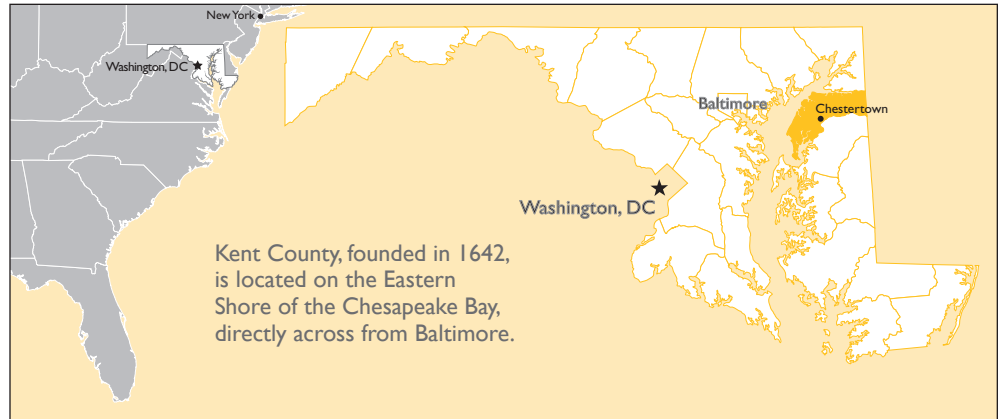 New York
Washington, DC
Baltimore
Chestertown
Washington, DC
Kent County, founded in 1642,
is located on the Eastern
Shore of the Chesapeake Bay,
directly across from Baltimore.